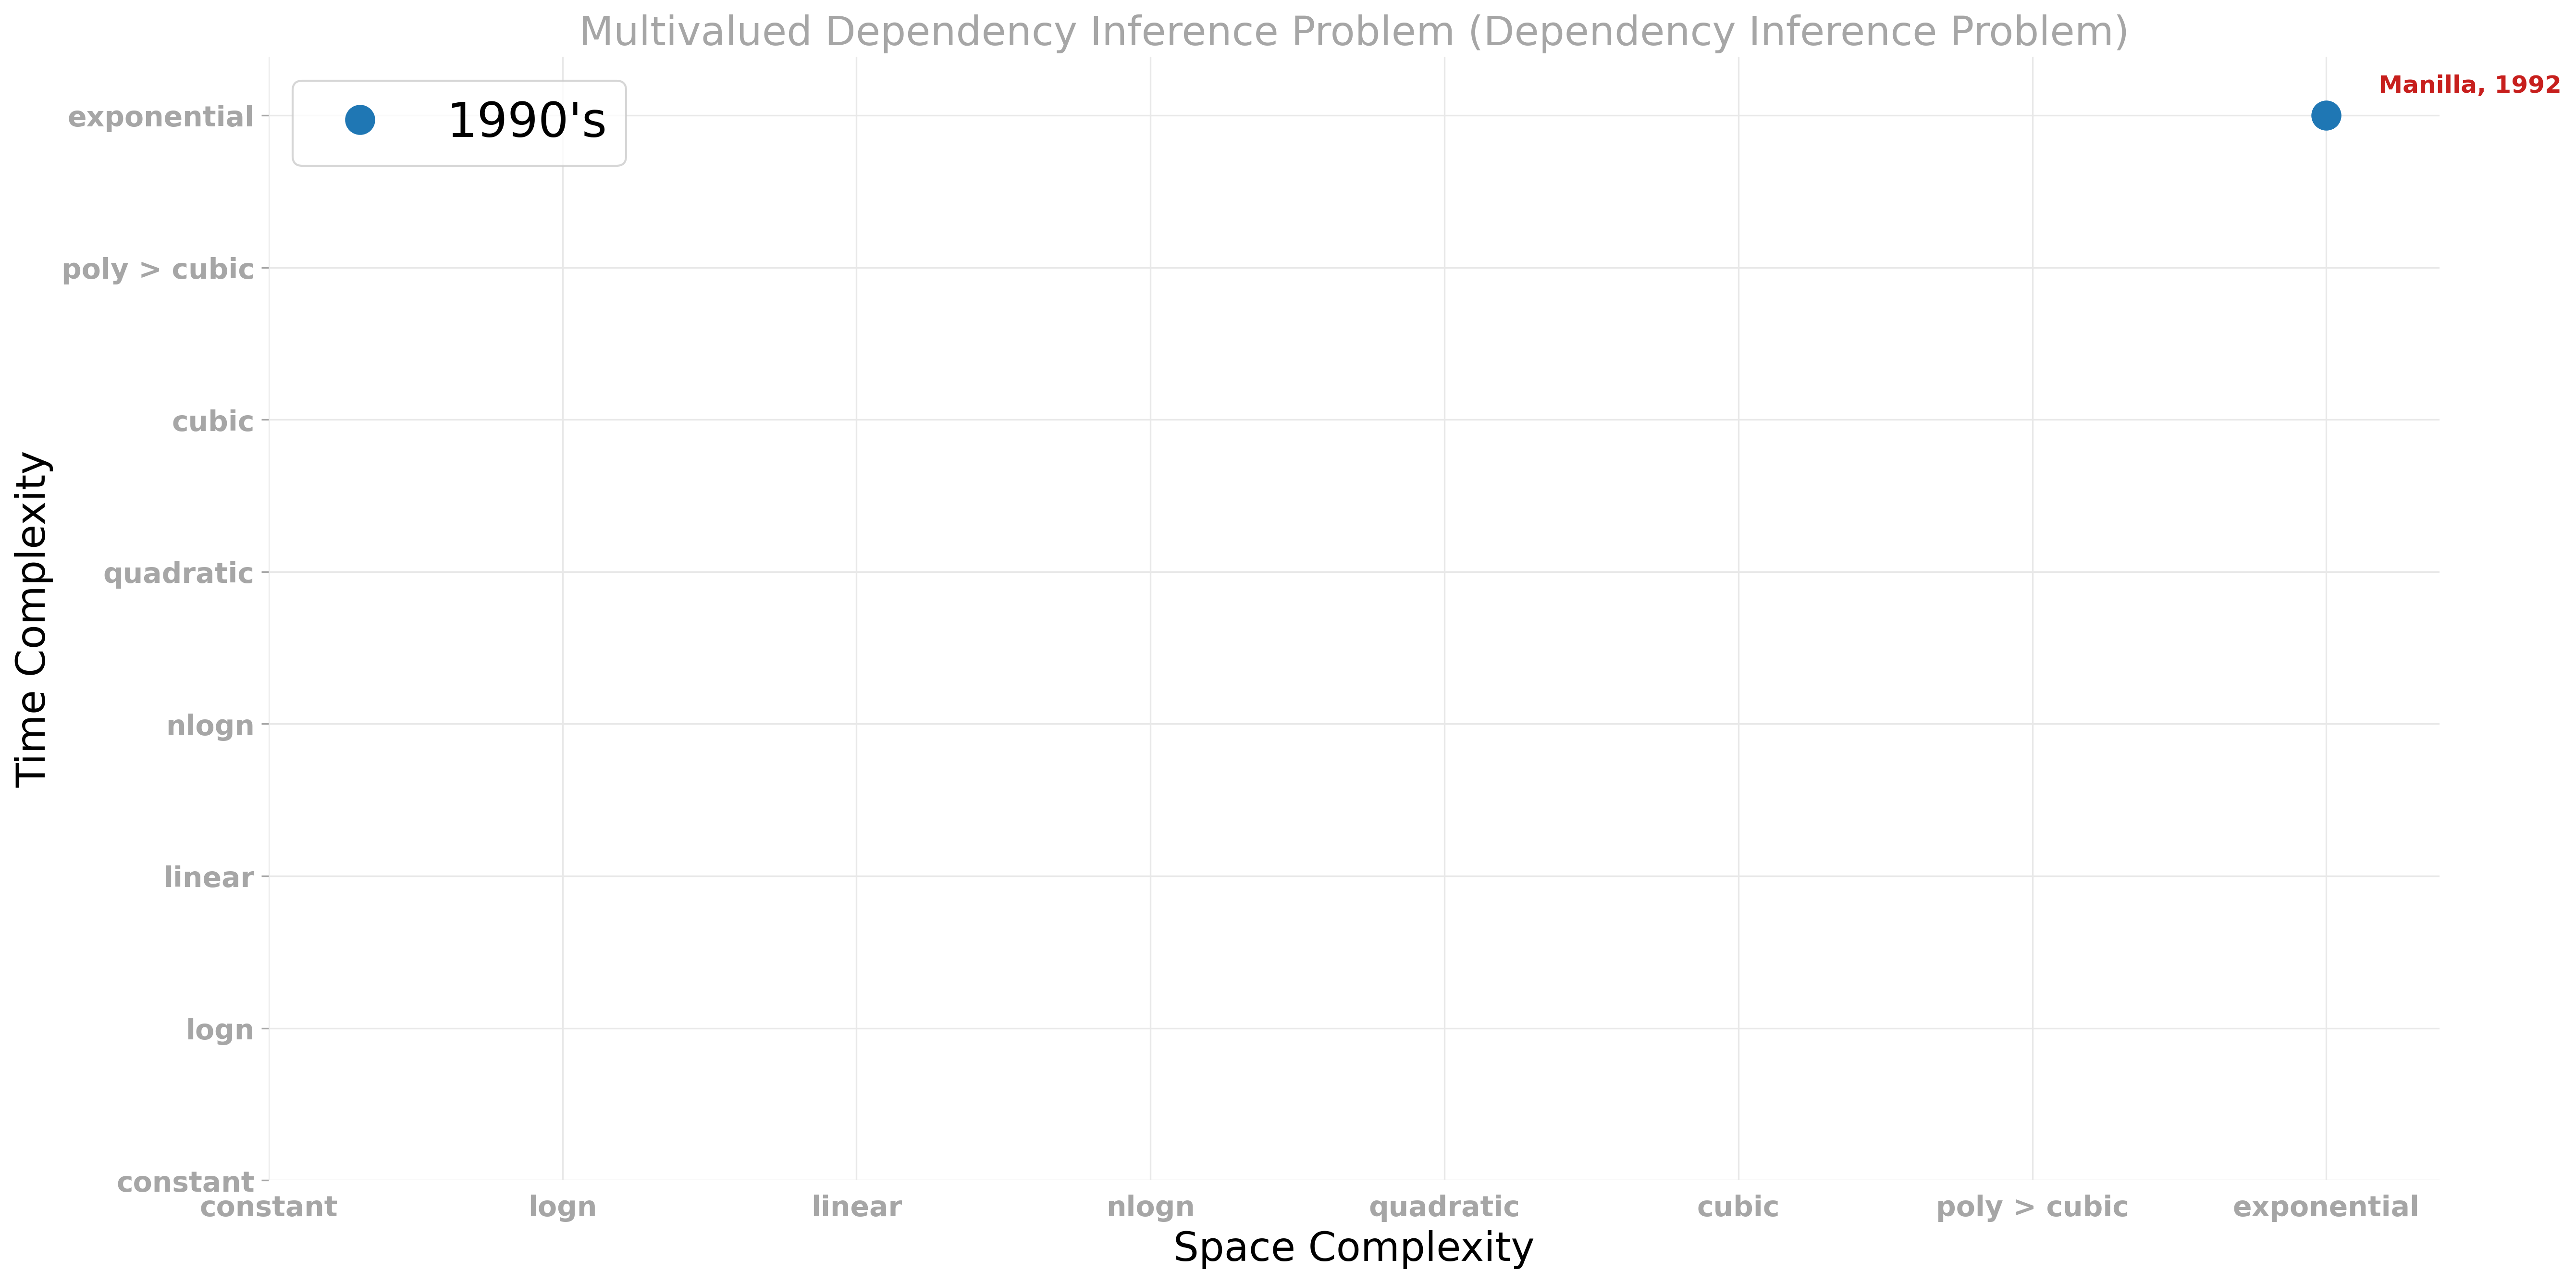 Multivalued Dependency Inference Problem (Dependency Inference Problem)
1990's
Manilla, 1992
Time Complexity
exponential
poly > cubic
cubic
quadratic
nlogn
linear
logn
constant
constant
logn
linear
nlogn
quadratic
cubic
poly > cubic
exponential
Space Complexity